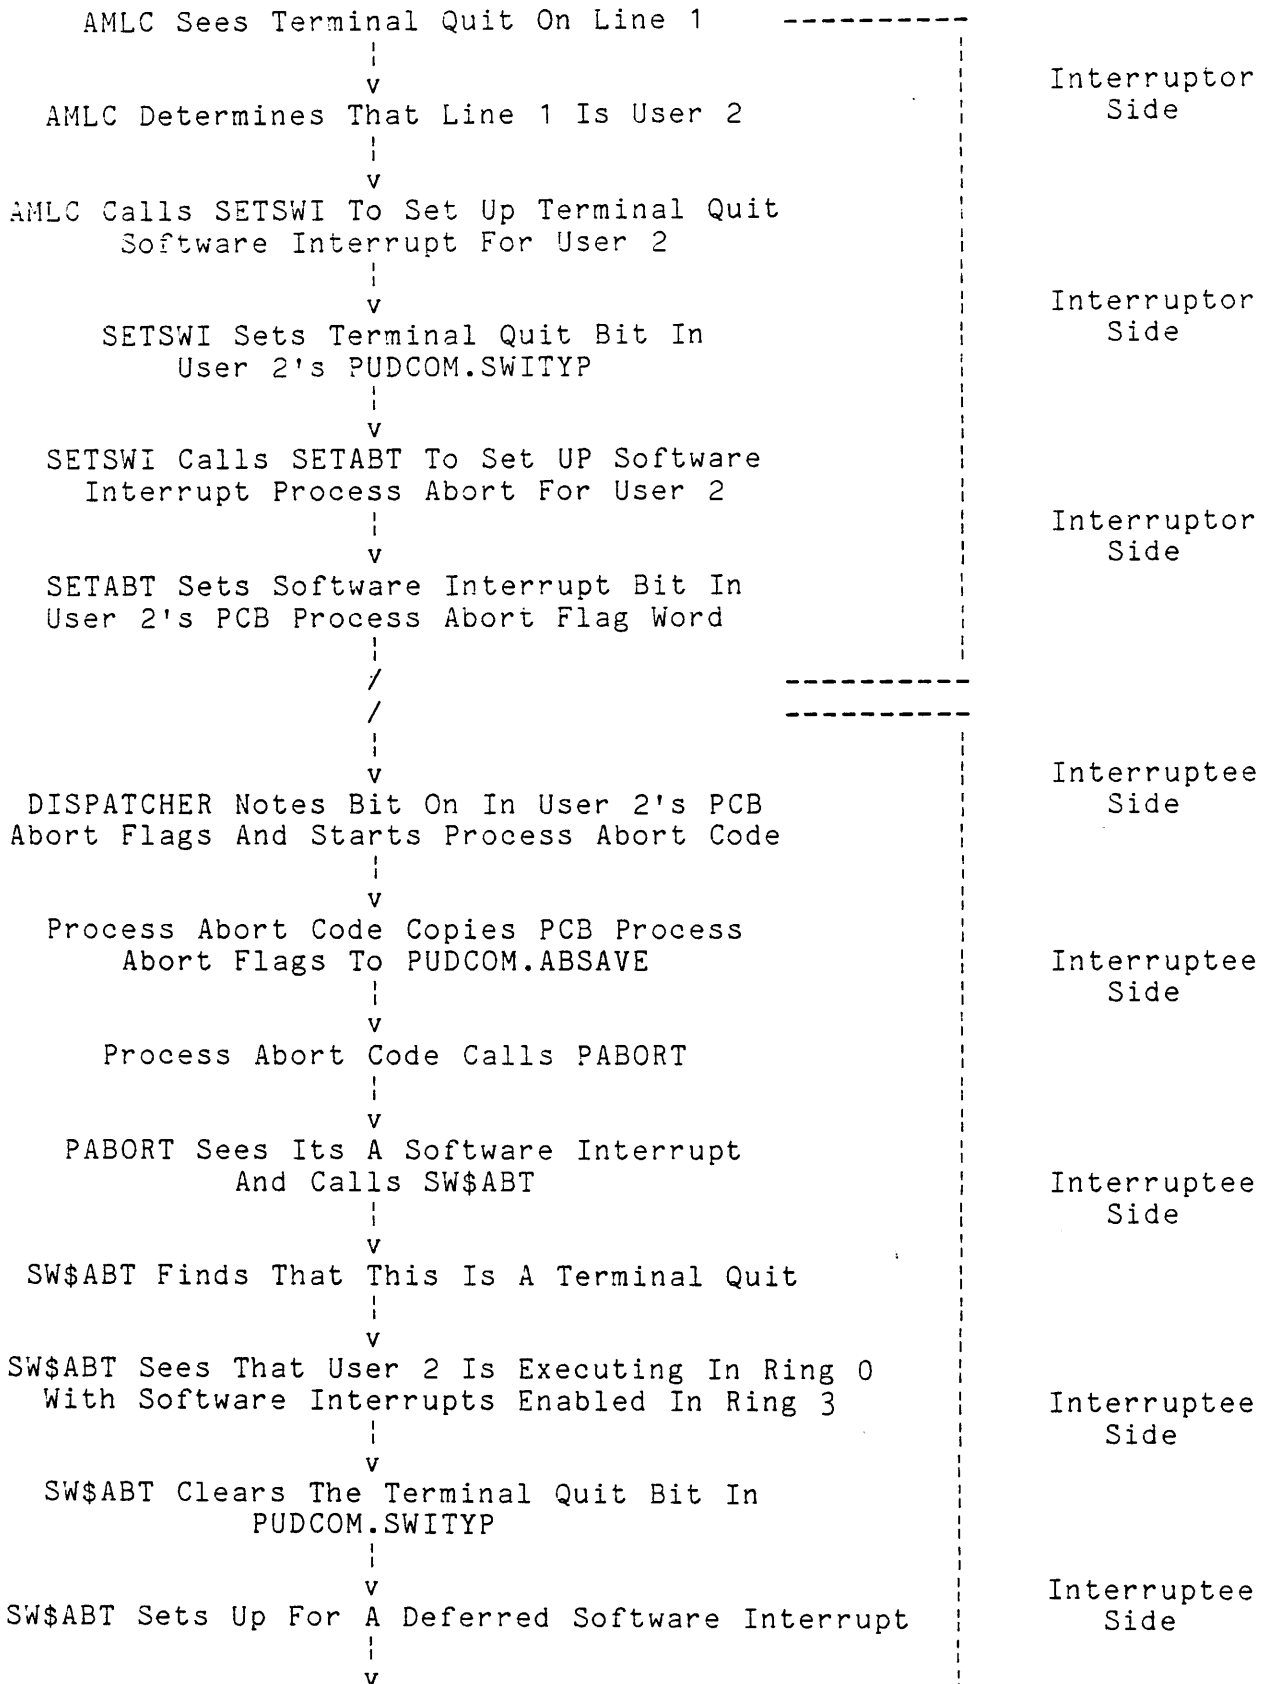 AMLC Sees Terminal Quit On Line 1
Interruptor
Side
AMLC Determines That Line 1 Is User 2
AMLC Calls SETSWI To Set Up Terminal Quit
Software Interrupt For User 2
Interruptor
Side
SETSWI Sets Terminal Quit Bit In
User 2's PUDCOM.SWITYP
SETSWI Calls SETABT To Set UP Software
Interrupt Process Abort For User 2
Interruptor
Side
SETABT Sets Software Interrupt Bit In
User 2's PCB Process Abort Flag Word
Interruptee
Side
DISPATCHER Notes Bit On In User 2's PCB
Abort Flags And Starts Process Abort Code
Process Abort Code Copies PCB Process
Abort Flags To PUDCOM.ABSAVE
Interruptee
Side
Process Abort Code Calls PABORT
PABORT Sees Its A Software Interrupt
And Calls SW$ABT
Interruptee
Side
SW$ABT Finds That This Is A Terminal Quit
SW$ABT Sees That User 2 Is Executing In Ring 0
With Software Interrupts Enabled In Ring 3
Interruptee
Side
SW$ABT Clears The Terminal Quit Bit In
PUDCOM.SWITYP
Interruptee
Side
SW$ABT Sets Up For A Deferred Software Interrupt